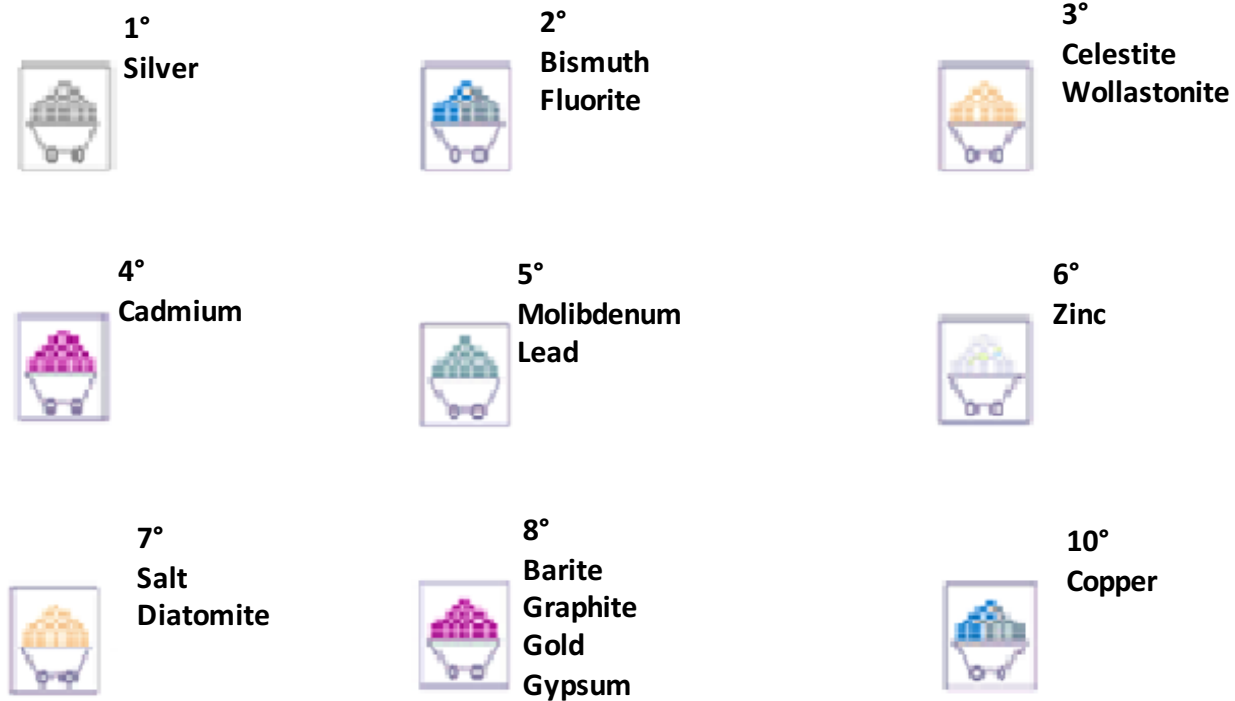 1°
Silver
2°
Bismuth
Fluorite
3°
Celestite
Wollastonite
4°
Cadmium
5°
Molibdenum
Lead
6°
Zinc
7°
Salt
Diatomite
8°
Barite
Graphite
Gold
Gypsum
10°
Copper